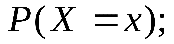 P(X = x);